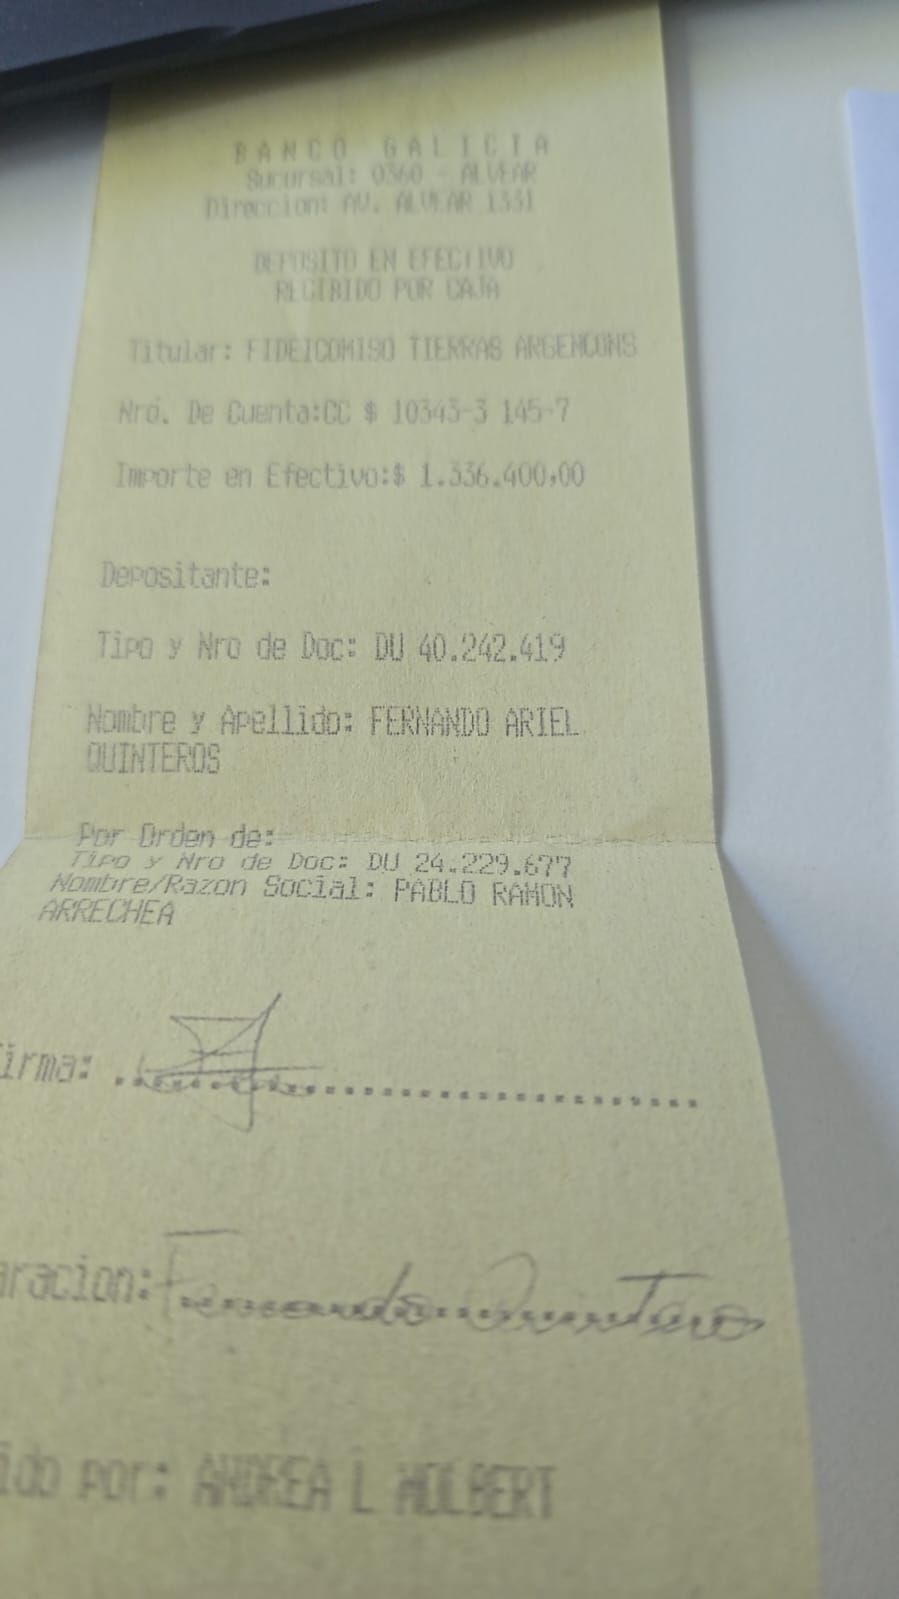 BANCO GALICIA
Sucursal: 0360 - ALVEAR
Direccion: AV. ALVEAR 1331
DEPOSITO EN EFECTIVO
RECIBIDO POR CAJA
Titular: FIDEICOMISO TIERRAS ARGENCONS
Nro. De Cuenta:CC $ 10343-3 145-7
Importe en Efectivo:$ 1.336.400,00
Depositante:
Tipo y Nro de Doc: DU 40.242.419
Nombre y Apellido: FERNANDO ARIEL
QUINTEROS
Por Orden de:
Tipo y Nro de Doc: DU 24.229.677
Nombre/Razon Social: PABLO RAMON
ARRECHEA
irma:
aracion: Fernando Quinteros
ido por: ANDREA L HOLBERT